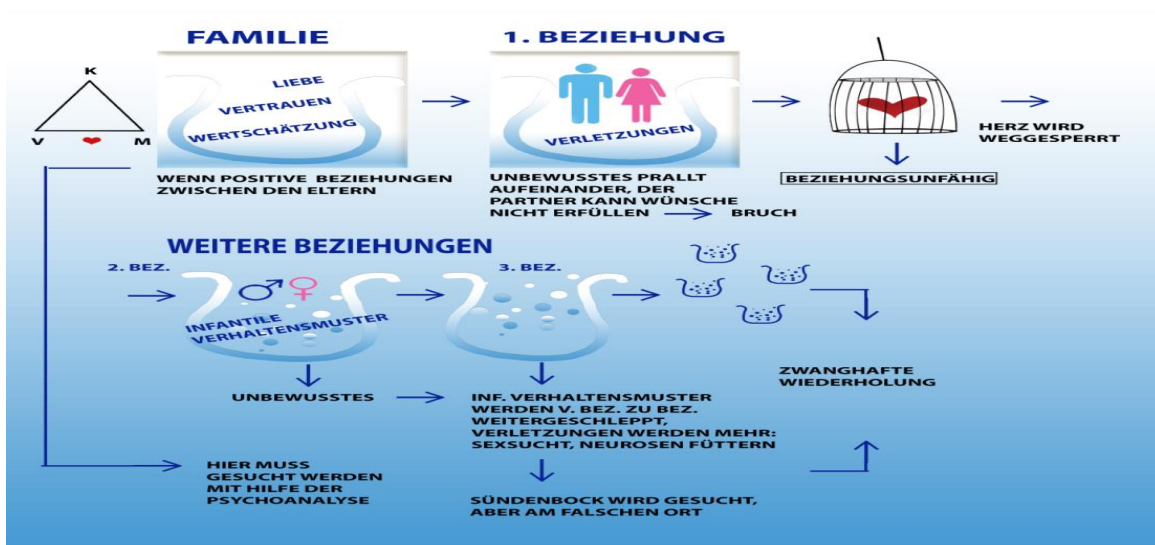 FAMILIE
K
V
M
LIEBE
VERTRAUEN
WERTSCHÄTZUNG
WENN POSITIVE BEZIEHUNGEN
ZWISCHEN DEN ELTERN
1. BEZIEHUNG
VERLETZUNGEN
UNBEWUSSTES PRALLT
AUFEINANDER, DER
PARTNER KANN WÜNSCHE
NICHT ERFÜLLEN
BRUCH
BEZIEHUNGSUNFÄHIG
HERZ WIRD
WEGGESPERRT
WEITERE BEZIEHUNGEN
2. BEZ.
INFANTILE
VERHALTENSMUSTER
UNBEWUSSTES
3. BEZ.
INF. VERHALTENSMUSTER
WERDEN V. BEZ. ZU BEZ.
WEITERGESCHLEPPT,
VERLETZUNGEN WERDEN MEHR:
SEXSUCHT, NEUROSEN FÜTTERN
ZWANGHAFTE
WIEDERHOLUNG
HIER MUSS
GESUCHT WERDEN
MIT HILFE DER
PSYCHOANALYSE
SÜNDENBOCK WIRD GESUCHT,
ABER AM FALSCHEN ORT